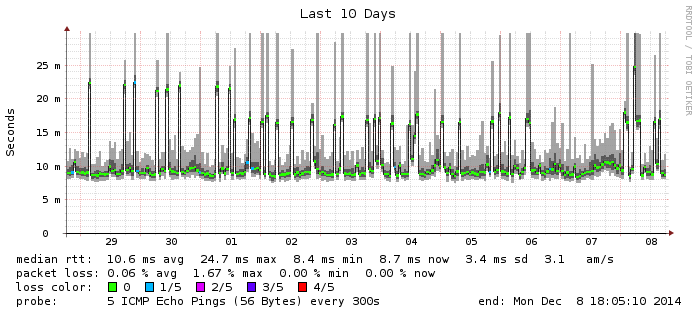 Last 10 Days
RRDTOOL / TOBI OETIKER
Seconds
25 m
20 m
15 m
10 m
5 m
0
29 30 01 02 03 04 05 06 07 08
median rtt: 10.6 ms avg 24.7 ms max 8.4 ms min 8.7 ms now 3.4 ms sd 3.1 am/s
packet loss: 0.06 % avg 1.67 % max 0.00 % min 0.00 % now
loss color: 0 1/5 2/5 3/5 4/5
probe: 5 ICMP Echo Pings (56 Bytes) every 300s end: Mon Dec 8 18:05:10 2014